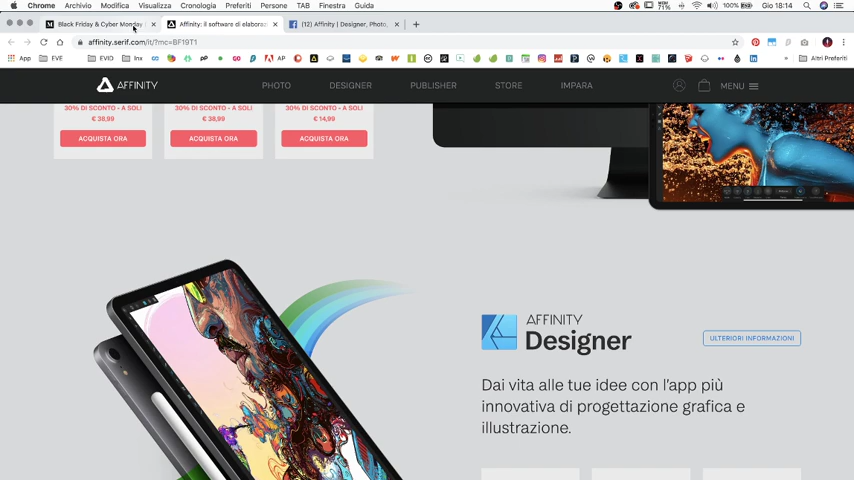 Chrome Archivio Modifica Visualizza Cronologia Preferiti Persone TAB Finestra Guida
71%
100%
Gio 18:14
Black Friday & Cyber Monday
Affinity: il software di elaboraz
(12) Affinity | Designer, Photo,
affinity.serif.com/it/?mc=BF19T1
App EVE EVIO Inx
Altri Preferiti
AFFINITY
PHOTO DESIGNER PUBLISHER STORE IMPARA
MENU
30% DI SCONTO - A SOLI 30% DI SCONTO - A SOLI 30% DI SCONTO - A SOLI
€ 38,99 € 38,99 € 14,99
ACQUISTA ORA ACQUISTA ORA ACQUISTA ORA
AFFINITY
Designer
ULTERIORI INFORMAZIONI
Dai vita alle tue idee con l'app più
innovativa di progettazione grafica e
illustrazione.